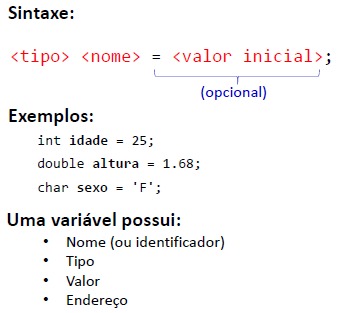 Sintaxe:
<tipo> <nome> = <valor inicial>;
(opcional)
Exemplos:
int idade = 25;
double altura = 1.68;
char sexo = 'F';
Uma variável possui:
• Nome (ou identificador)
• Tipo
• Valor
• Endereço